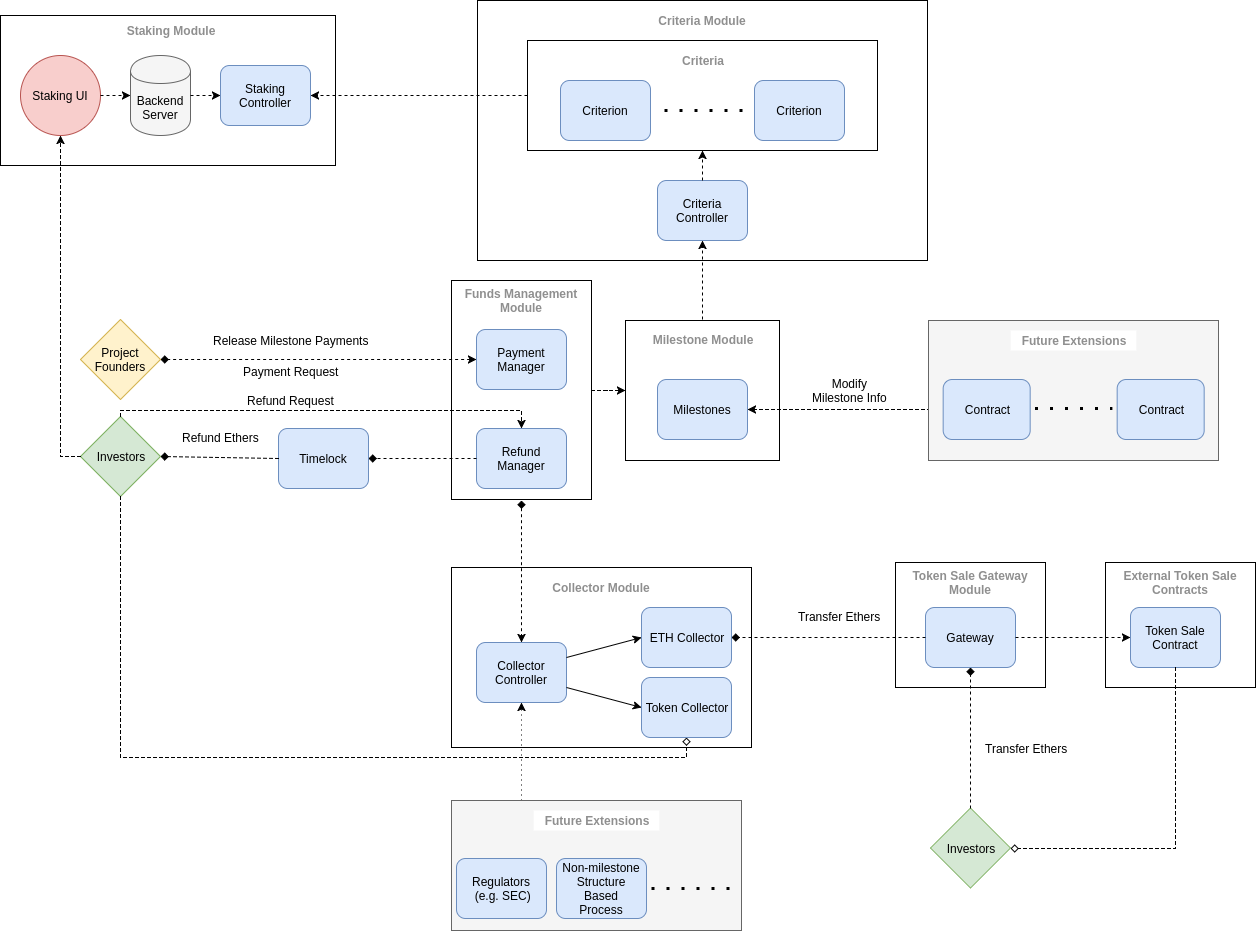 Staking Module
Staking UI
Backend
Server
Staking
Controller
Criteria Module
Criteria
Criterion
Criterion
Criteria
Controller
Funds Management
Module
Payment
Manager
Refund
Manager
Project
Founders
Release Milestone Payments
Payment Request
Refund Request
Investors
Refund Ethers
Timelock
Milestone Module
Milestones
Modify
Milestone Info
Future Extensions
Contract
Contract
Collector Module
Collector
Controller
ETH Collector
Token Collector
Transfer Ethers
Token Sale Gateway
Module
Gateway
External Token Sale
Contracts
Token Sale
Contract
Transfer Ethers
Investors
Future Extensions
Regulators
(e.g. SEC)
Non-milestone
Structure
Based
Process